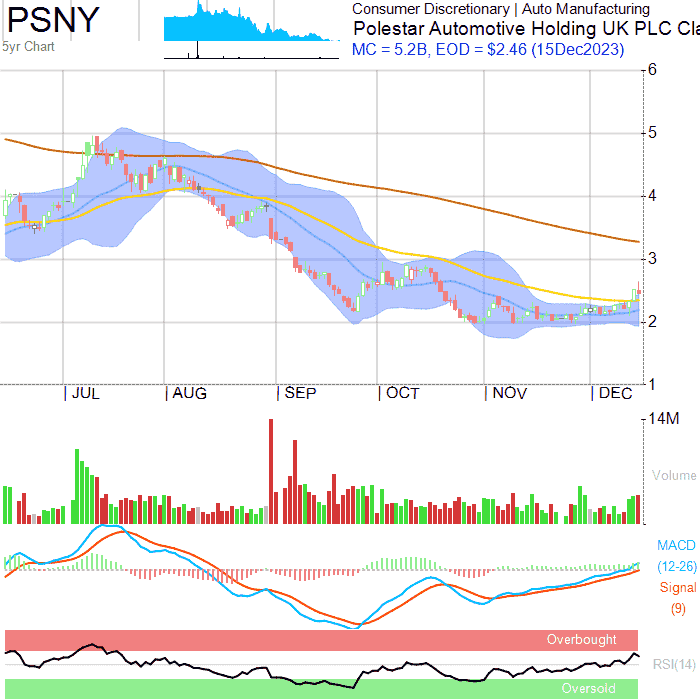 PSNY
5yr Chart
Consumer Discretionary | Auto Manufacturing
Polestar Automotive Holding UK PLC Cla
MC = 5.2B, EOD = $2.46 (15Dec2023)
6
5
4
3
2
1
JUL AUG SEP OCT NOV DEC
14M
Volume
MACD
(12-26)
Signal
(9)
Overbought
RSI(14)
Oversold